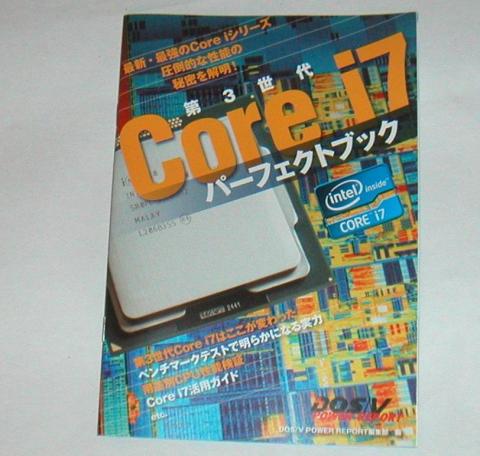 最新・最強のCore iシリーズ
圧倒的な性能の
秘密を解明!
第3世代
Core i7
パーフェクトブック
intel inside
CORE i7
MALAY
2441
第3世代Core i7はここが変わった
ベンチマークテストで明らかになる実力
用途別CPU性能検証
Core i7活用ガイド
etc.
DOS/V
POWER REPORT
DOS/V POWER REPORT編集部 編